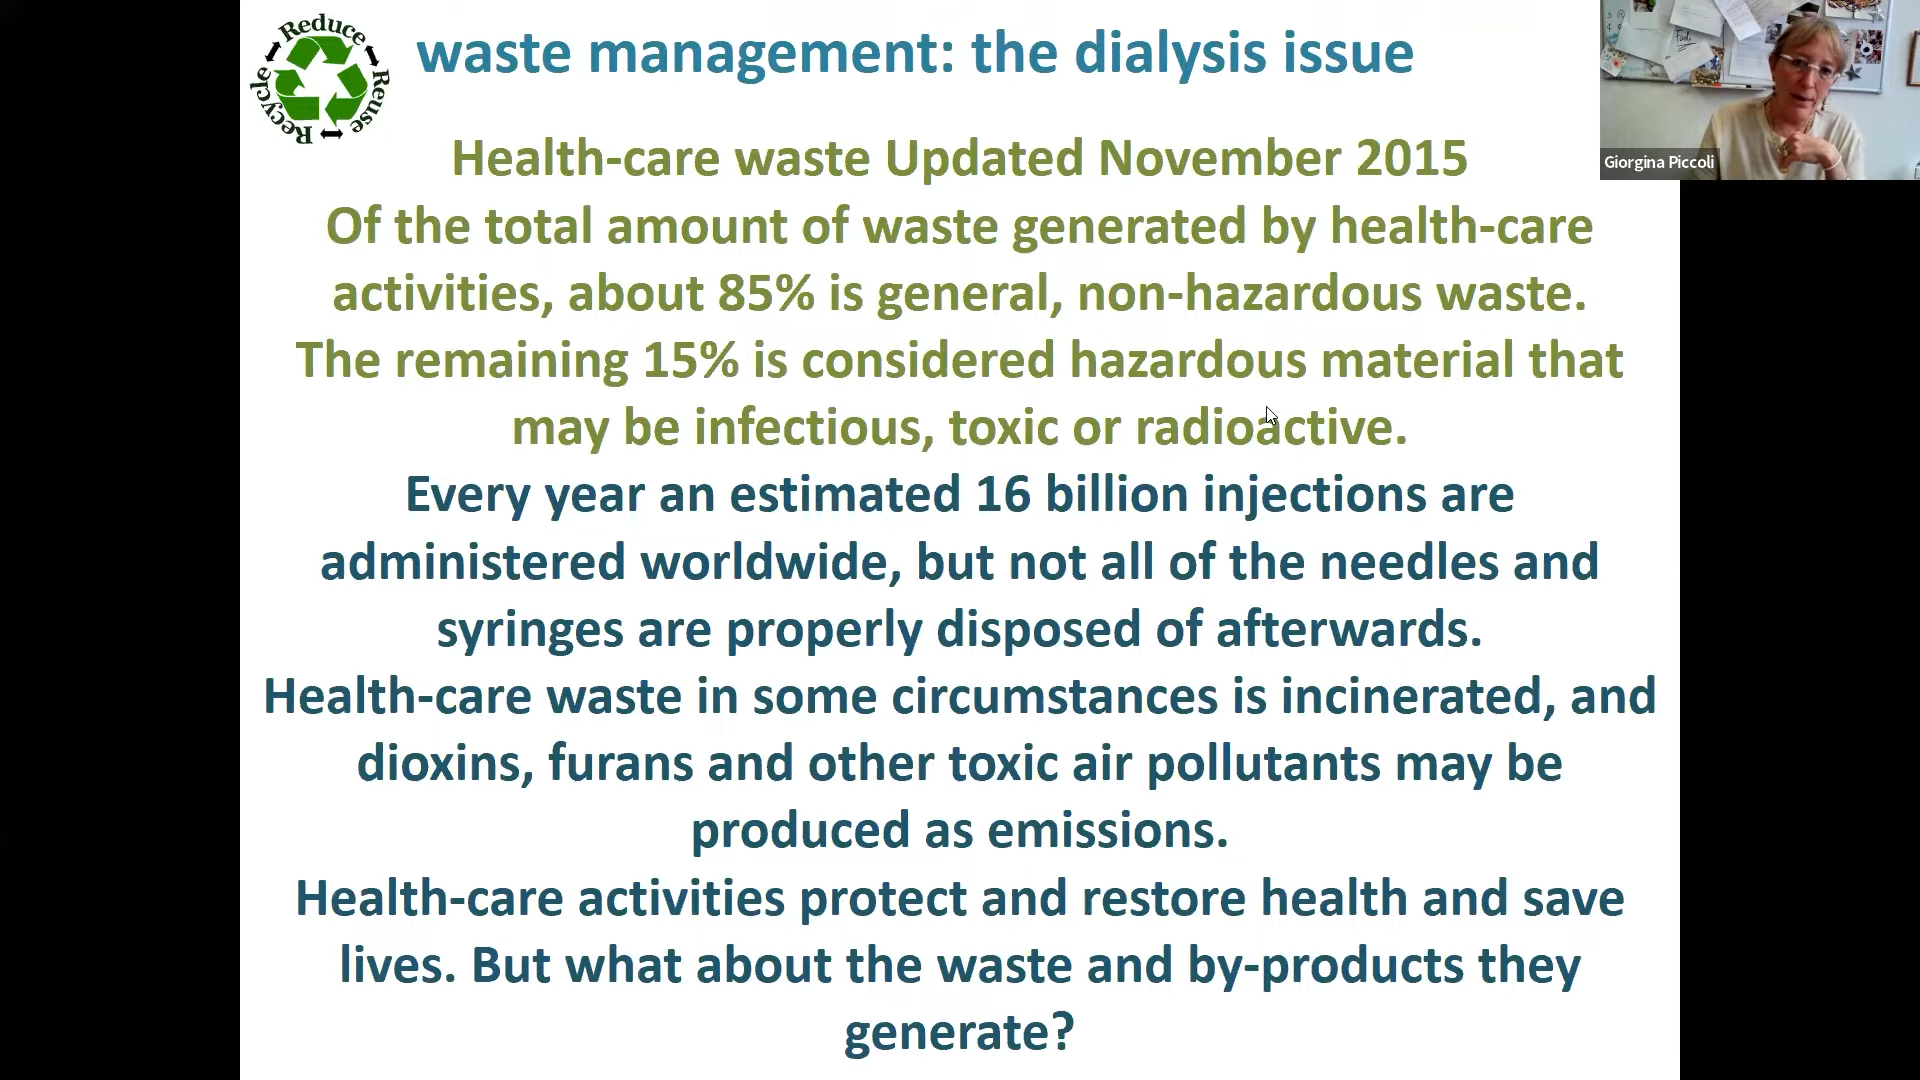 Reduce
Reuse
Recycle
waste management: the dialysis issue
Giorgina Piccoli
Health-care waste Updated November 2015
Of the total amount of waste generated by health-care
activities, about 85% is general, non-hazardous waste.
The remaining 15% is considered hazardous material that
may be infectious, toxic or radioactive.
Every year an estimated 16 billion injections are
administered worldwide, but not all of the needles and
syringes are properly disposed of afterwards.
Health-care waste in some circumstances is incinerated, and
dioxins, furans and other toxic air pollutants may be
produced as emissions.
Health-care activities protect and restore health and save
lives. But what about the waste and by-products they
generate?